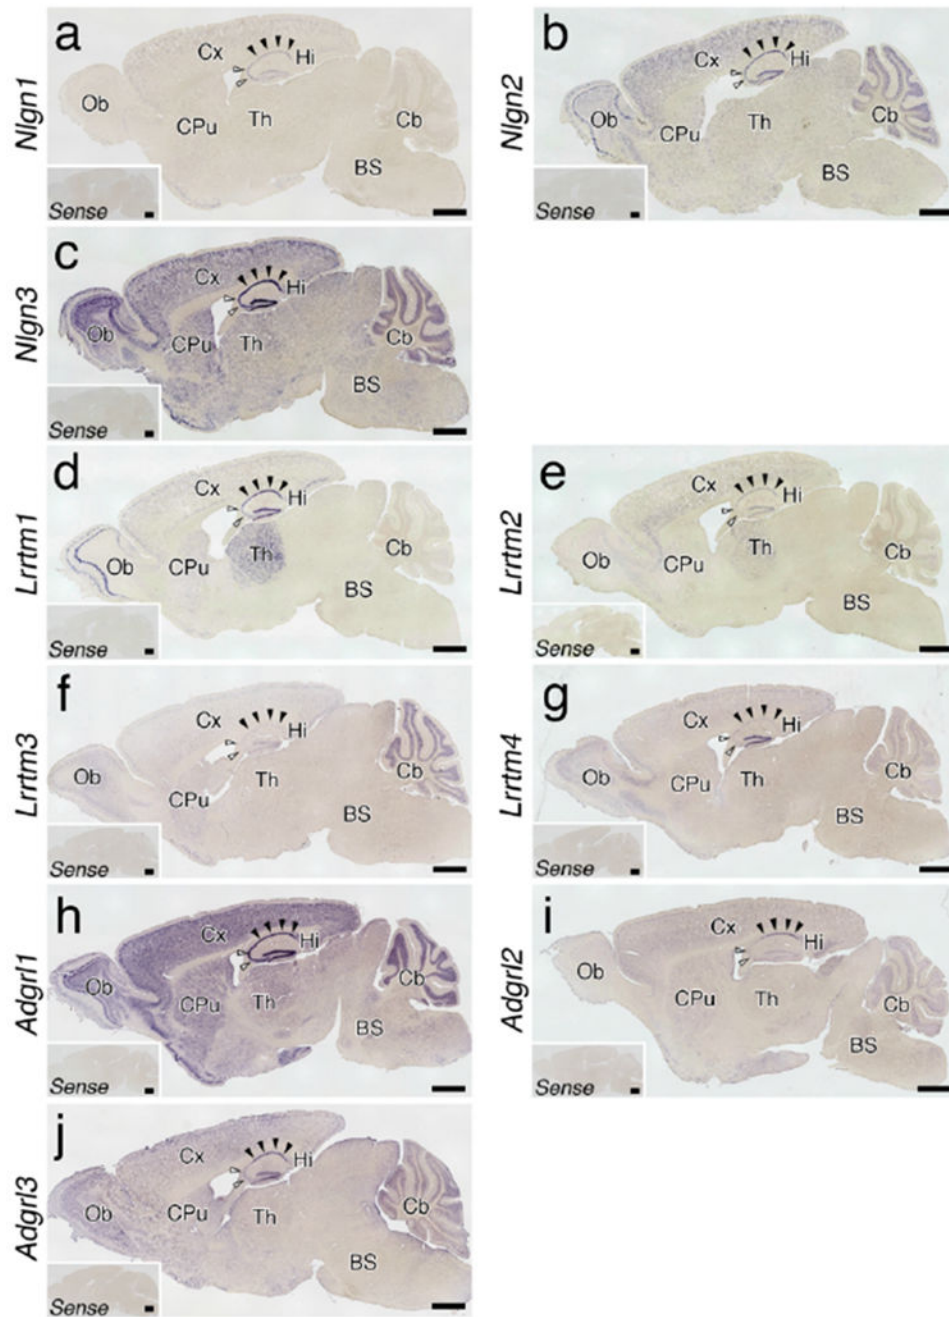 a
Nlgn1
Cx
Hi
Ob
CPu
Th
Cb
BS
Sense
b
Nlgn2
Cx
Hi
Ob
CPu
Th
Cb
BS
Sense
c
Nlgn3
Cx
Hi
Ob
CPu
Th
Cb
BS
Sense
d
Lrrtm1
Cx
Hi
Ob
CPu
Th
Cb
BS
Sense
e
Lrrtm2
Cx
Hi
Ob
CPu
Th
Cb
BS
Sense
f
Lrrtm3
Cx
Hi
Ob
CPu
Th
Cb
BS
Sense
g
Lrrtm4
Cx
Hi
Ob
CPu
Th
Cb
BS
Sense
h
Adgrl1
Cx
Hi
Ob
CPu
Th
Cb
BS
Sense
i
Adgrl2
Cx
Hi
Ob
CPu
Th
Cb
BS
Sense
j
Adgrl3
Cx
Hi
Ob
CPu
Th
Cb
BS
Sense